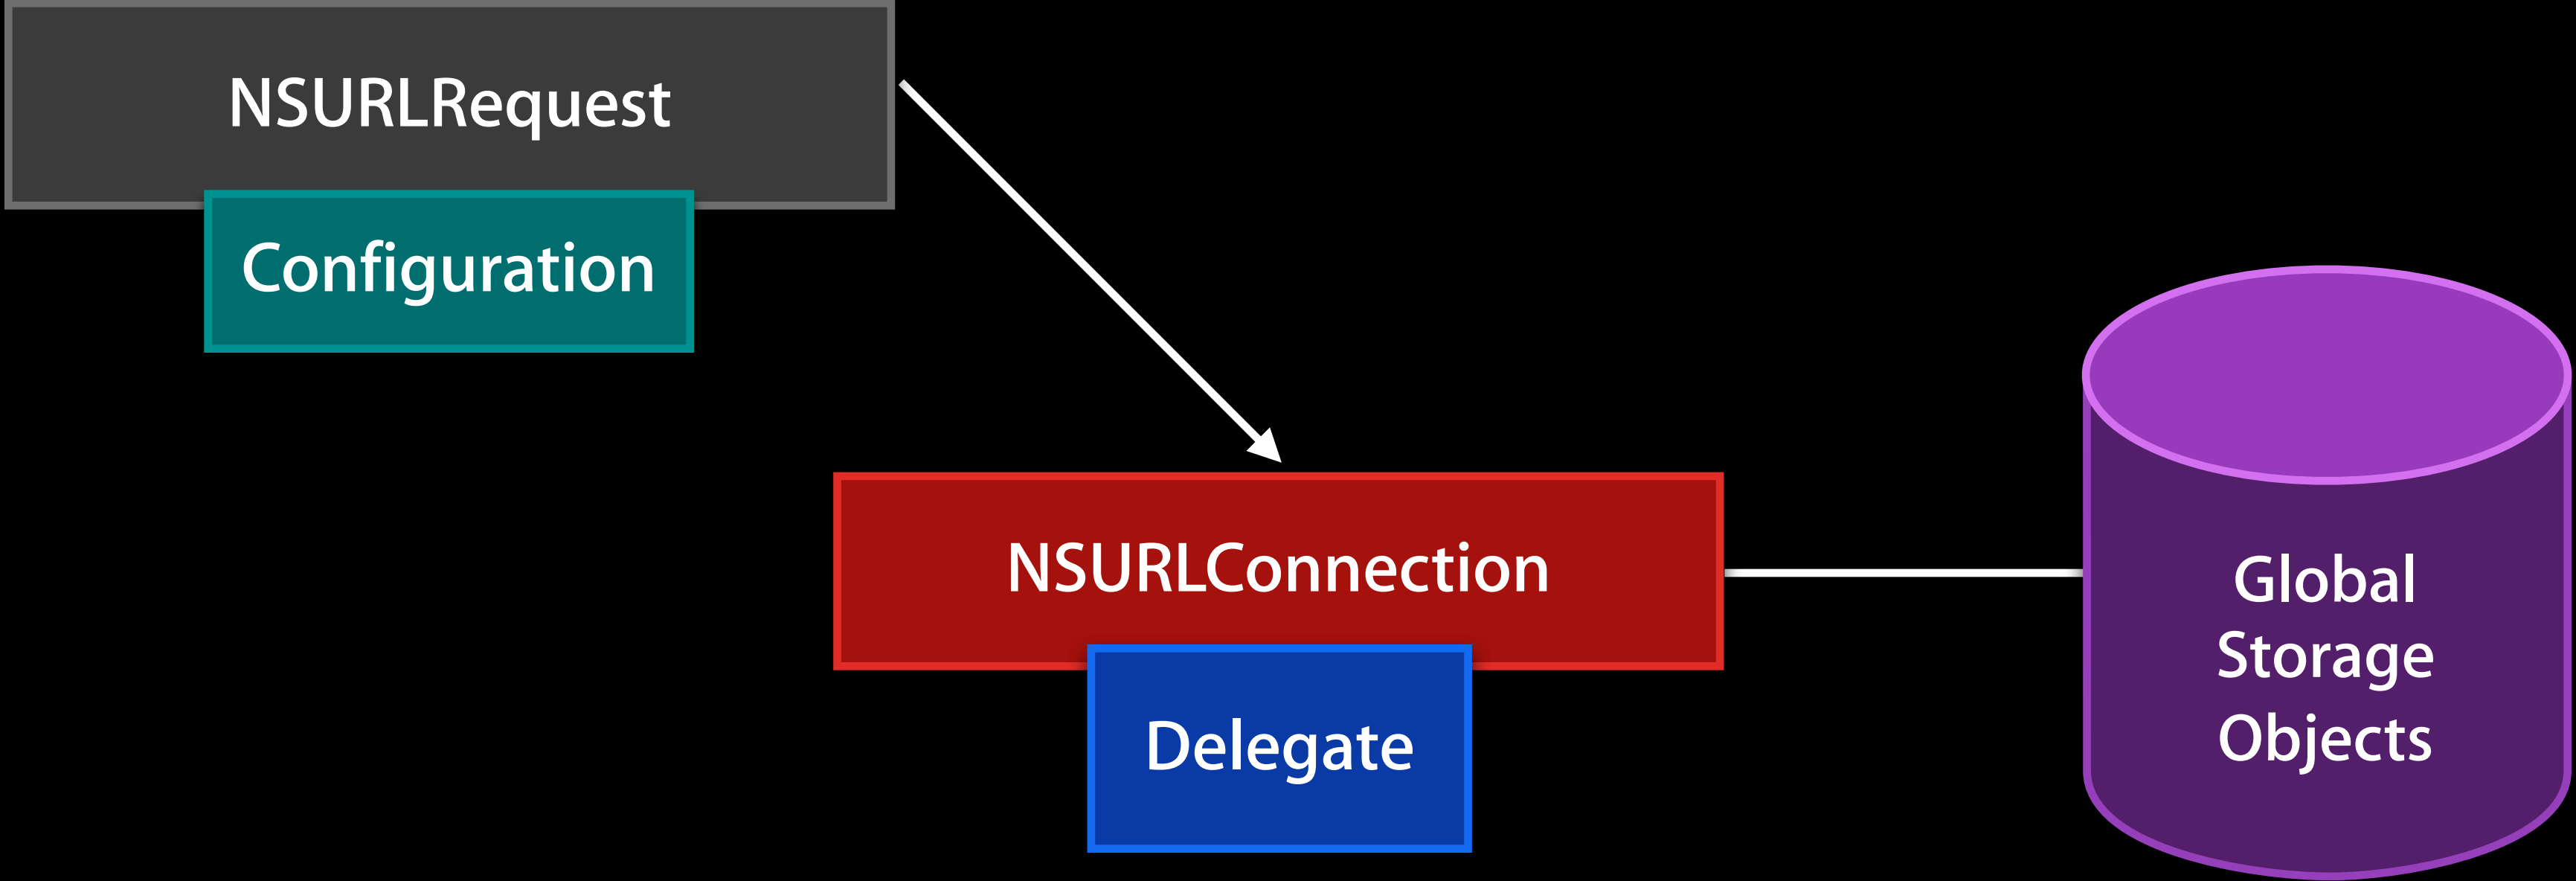 NSURLRequest
Configuration
NSURLConnection
Delegate
Global
Storage
Objects